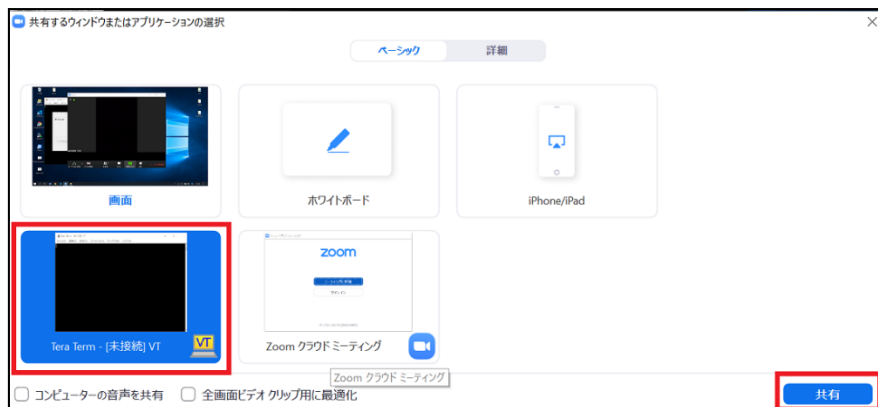 共有するウィンドウまたはアプリケーションの選択
ベーシック 詳細
画面 ホワイトボード iPhone/iPad
zoom
Tera Term - [未接続] VT VT Zoom クラウド ミーティング
Zoom クラウド ミーティング
コンピューターの音声を共有 全画面ビデオ クリップ用に最適化 共有